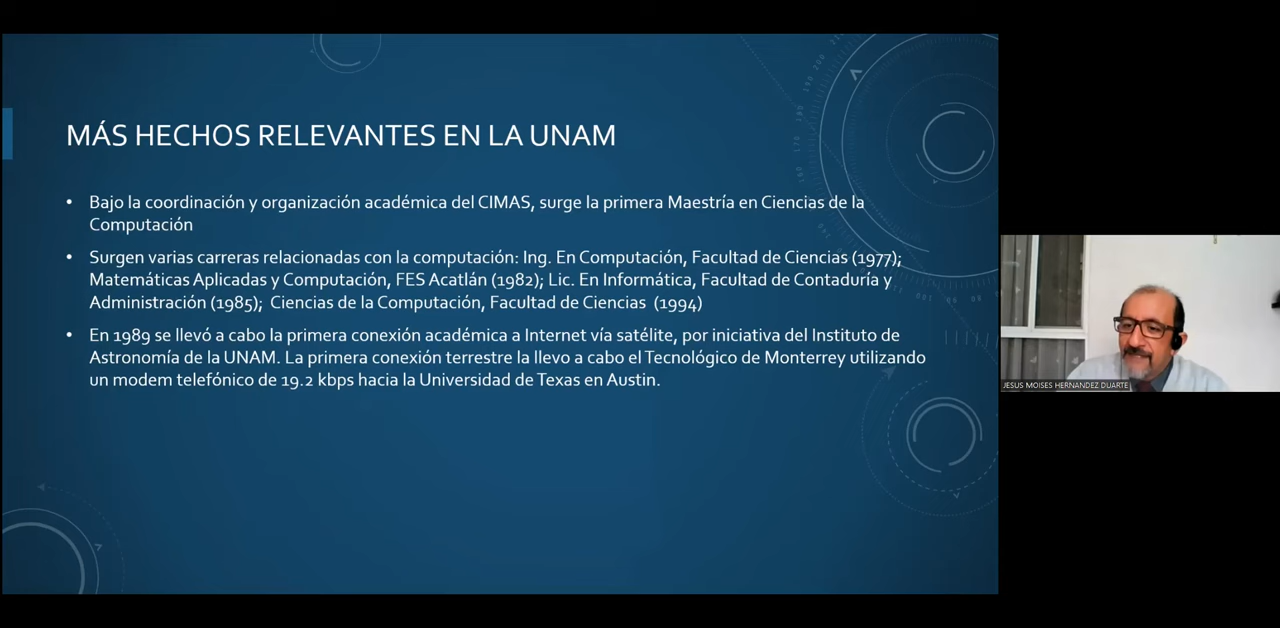 MÁS HECHOS RELEVANTES EN LA UNAM
• Bajo la coordinación y organización académica del CIMAS, surge la primera Maestría en Ciencias de la
Computación
• Surgen varias carreras relacionadas con la computación: Ing. En Computación, Facultad de Ciencias (1977);
Matemáticas Aplicadas y Computación, FES Acatlán (1982); Lic. En Informática, Facultad de Contaduría y
Administración (1985); Ciencias de la Computación, Facultad de Ciencias (1994)
• En 1989 se llevó a cabo la primera conexión académica a Internet vía satélite, por iniciativa del Instituto de
Astronomía de la UNAM. La primera conexión terrestre la llevo a cabo el Tecnológico de Monterrey utilizando
un modem telefónico de 19.2 kbps hacia la Universidad de Texas en Austin.
JESUS MOISES HERNANDEZ DUARTE